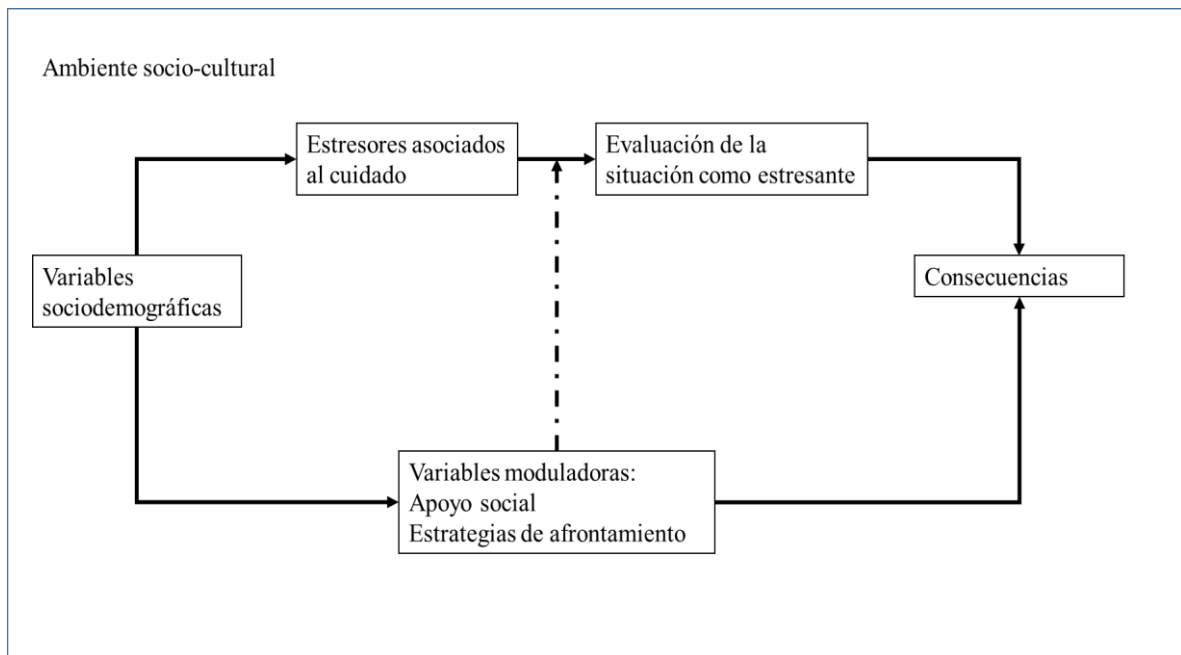 Ambiente socio-cultural
Estresores asociados
al cuidado
Evaluación de la
situación como estresante
Variables
sociodemográficas
Consecuencias
Variables moduladoras:
Apoyo social
Estrategias de afrontamiento